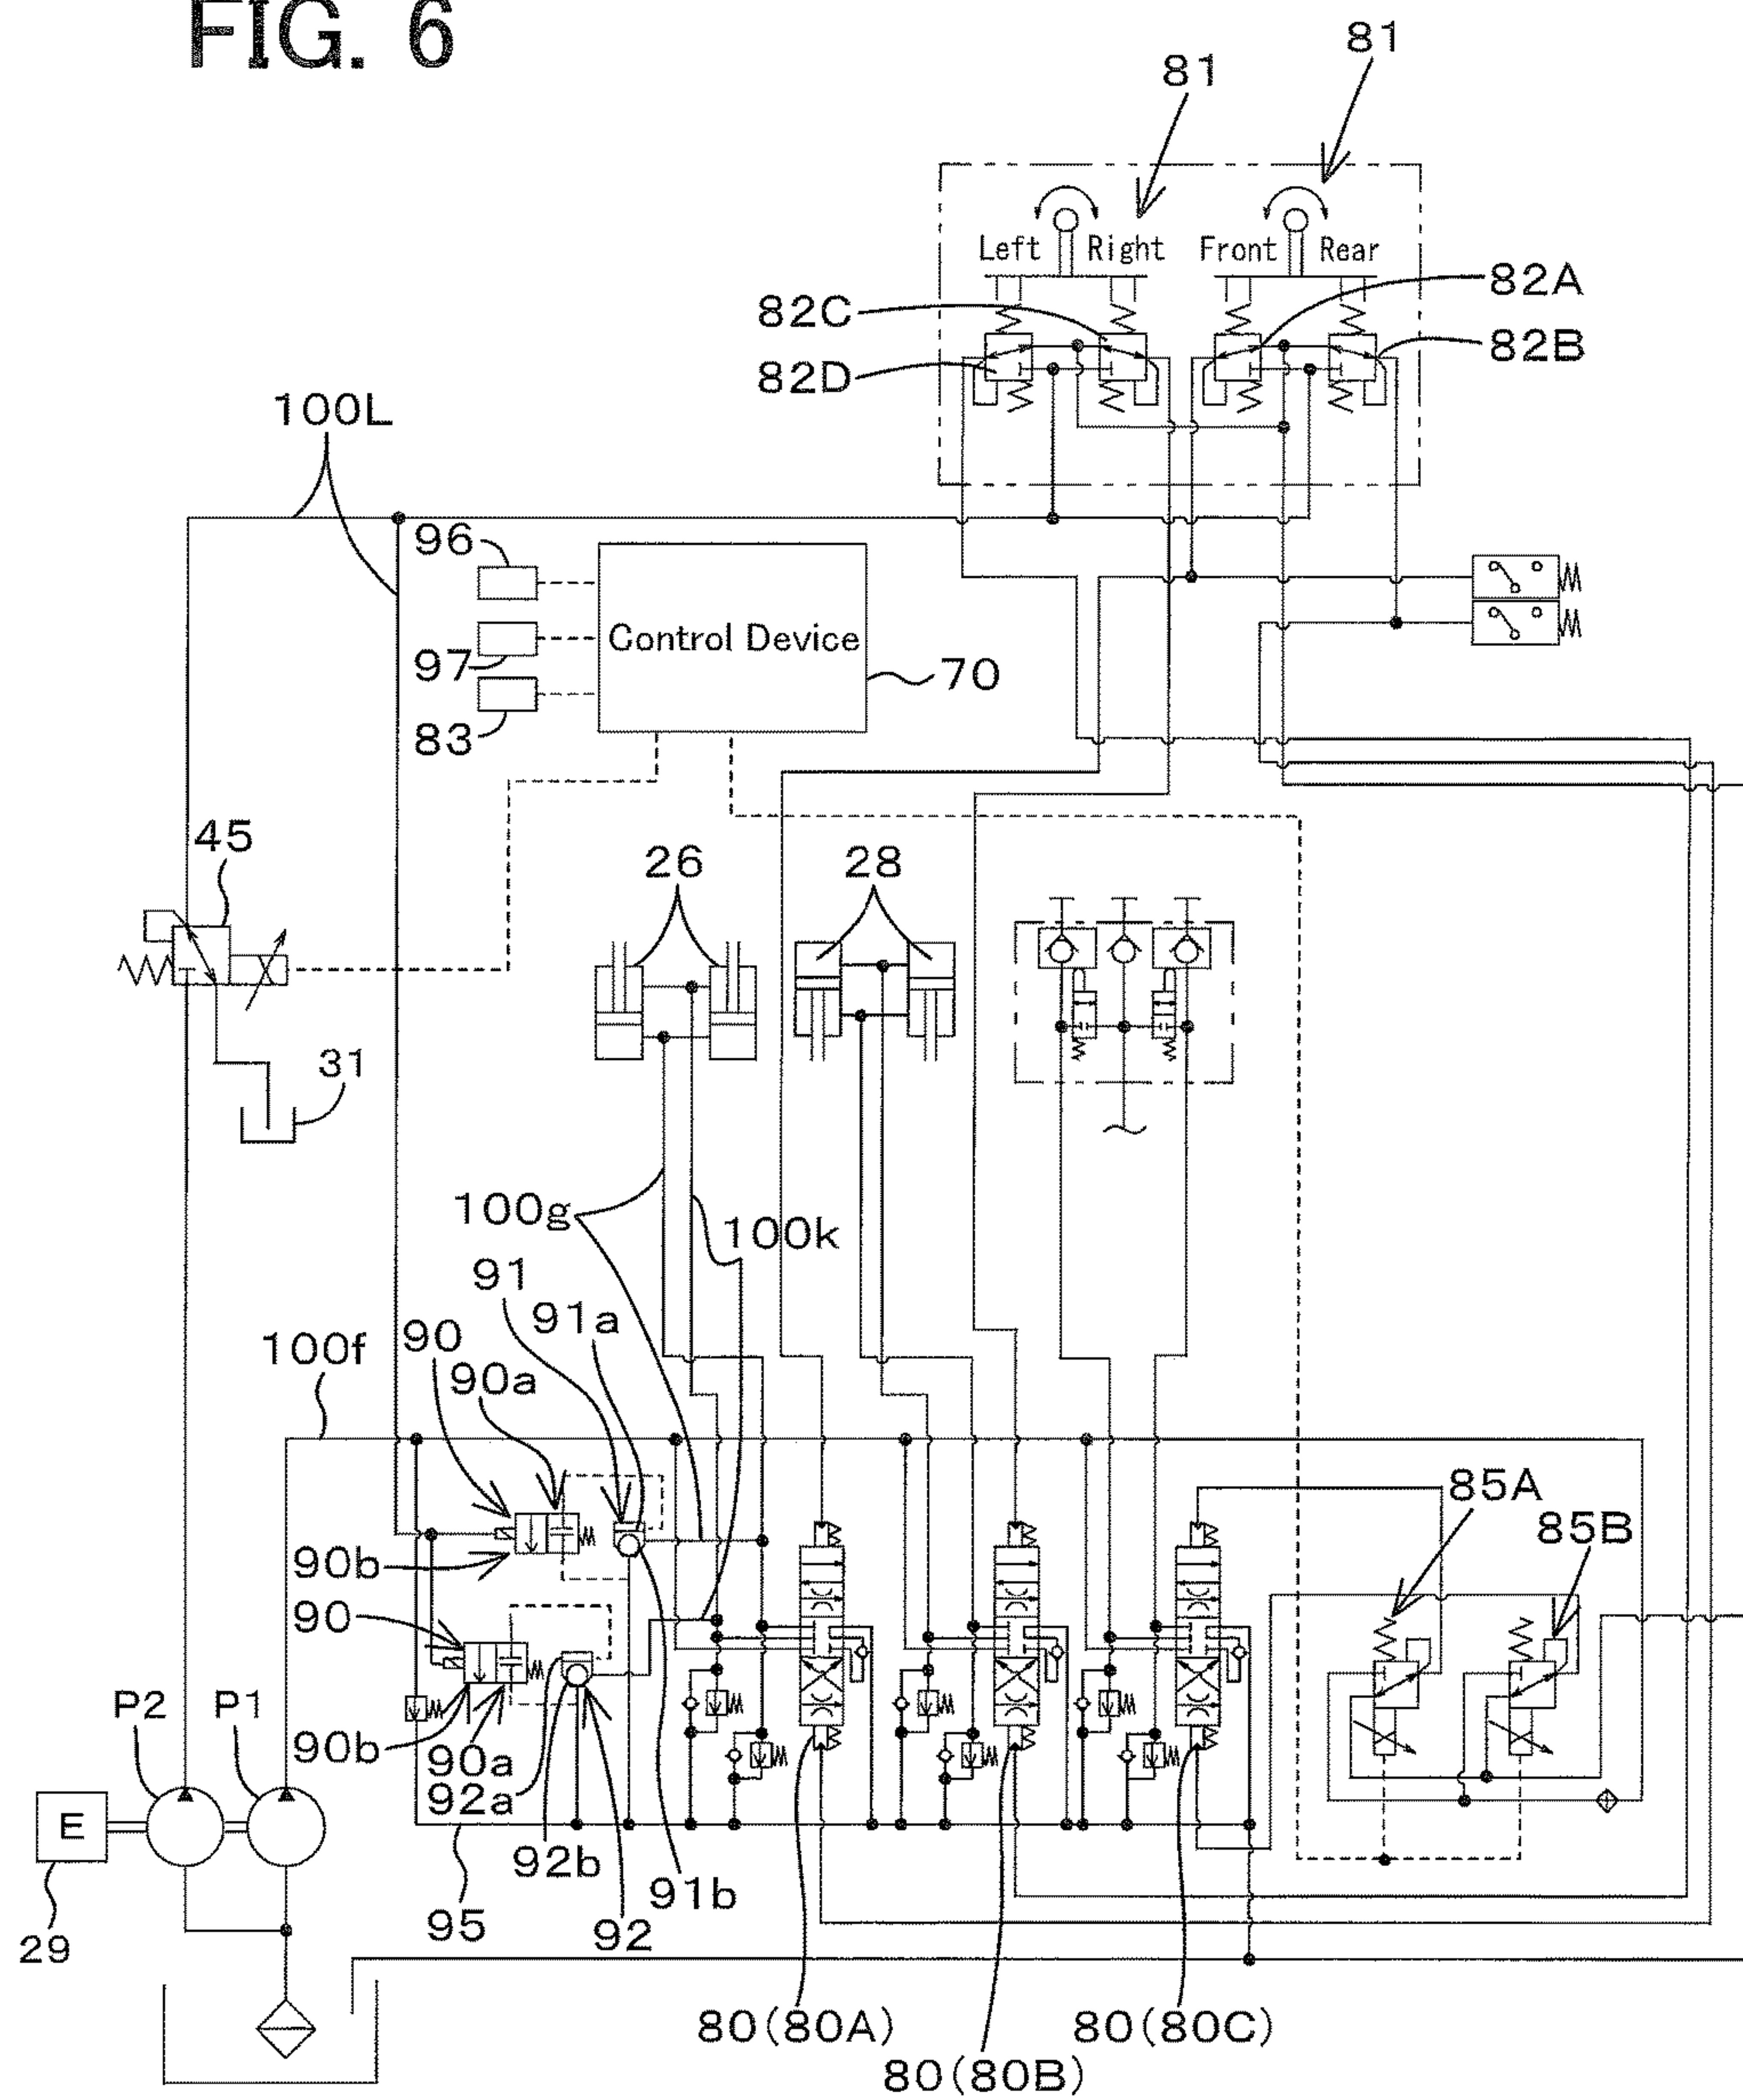 FIG. 6
81
81
Left Right Front Rear
82C
82A
82D
82B
100L
96
97
83
Control Device
70
45
26
28
31
100g
100k
91
91a
100f
90
90a
85A
85B
90b
90
P2
P1
90b
90a
92a
E
92b
91b
95
92
29
80(80A)
80(80C)
80(80B)